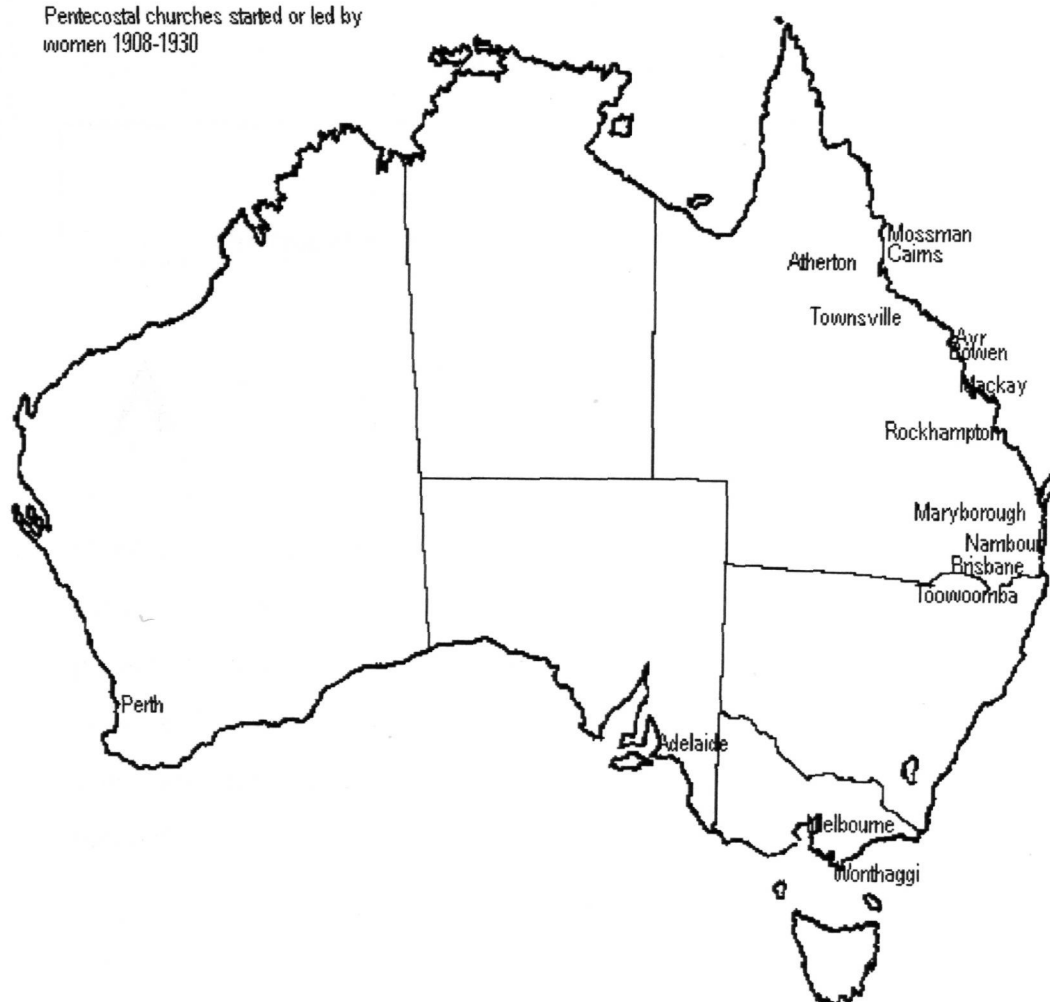 Pentecostal churches started or led by
women 1908-1930
Mossman
Cairns
Atherton
Townsville
Ayr
Bowen
Mackay
Rockhampton
Maryborough
Nambour
Brisbane
Toowoomba
Perth
Adelaide
Melbourne
Wonthaggi